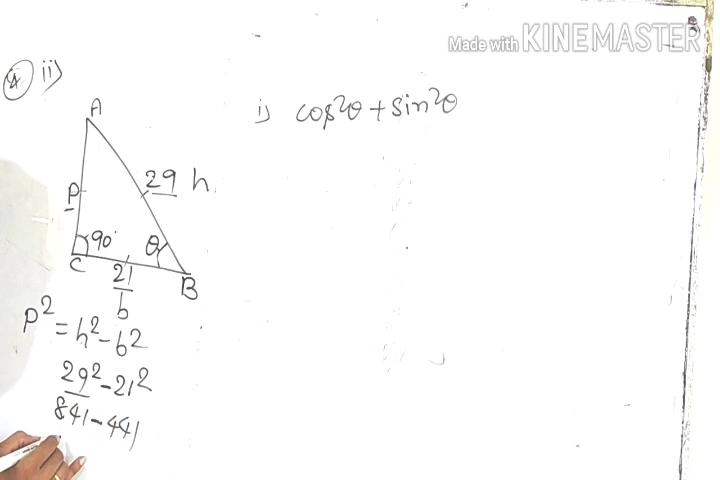 Made with KINEMASTER
4 ii)
A
i) cos²θ + sin²θ
P
29 h
90°
θ
C
21
B
b
P² = h² - b²
29² - 21²
841 - 441